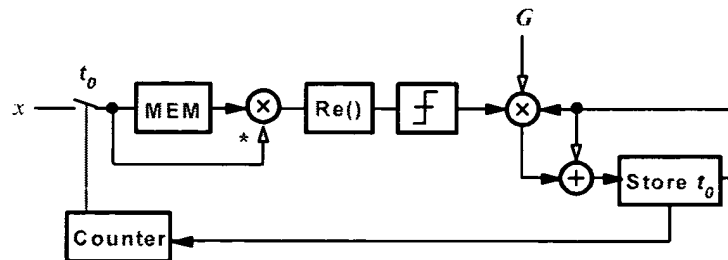 G
t₀
x
MEM
*
Re()
Store t₀
Counter